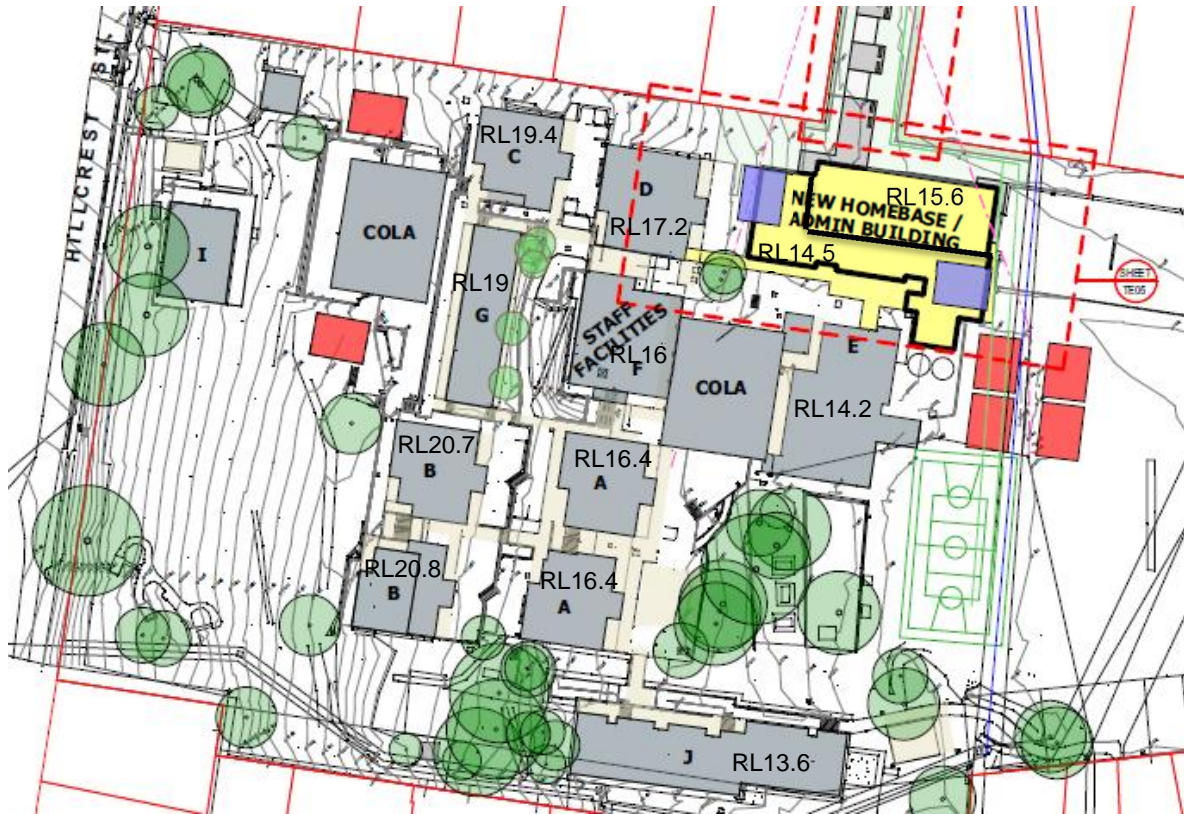 HILLCREST ST
RL19.4
C
D
RL17.2
RL15.6
NEW HOMEBASE /
ADMIN BUILDING
RL14.5
COLA
I
RL19
G
STAFF
FACILITIES
RL16
F
COLA
E
RL14.2
SHEET
TE05
RL20.7
B
RL16.4
A
RL20.8
B
RL16.4
A
J
RL13.6